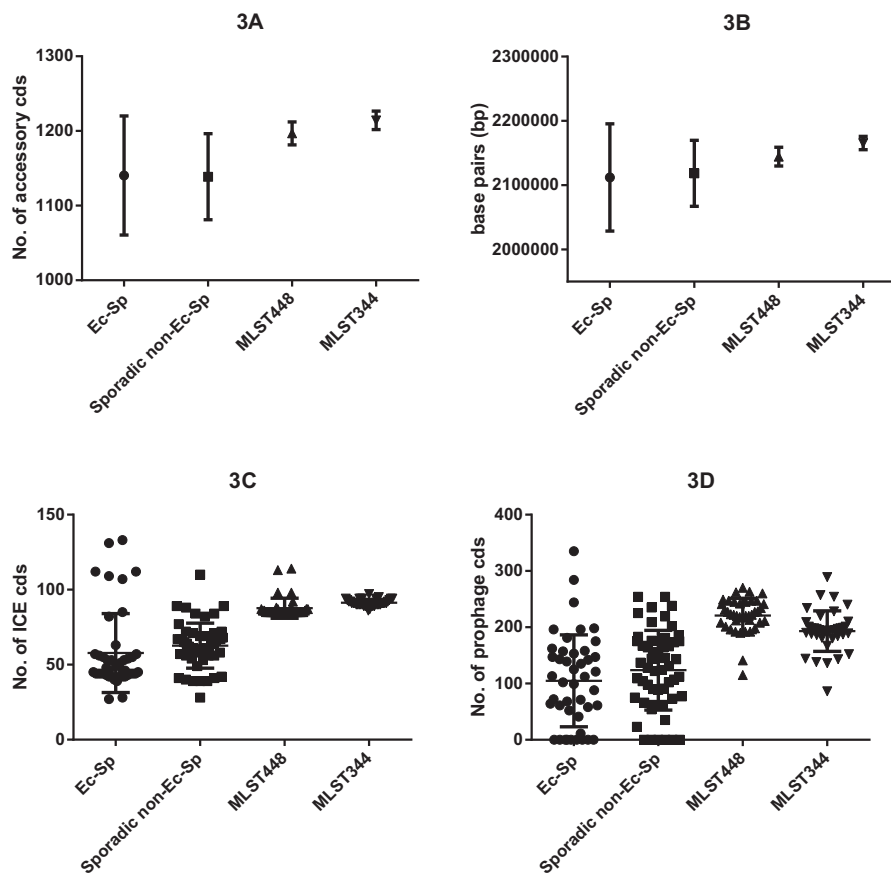 3A
No. of accessory cds
1300
1200
1100
1000
Ec-Sp
Sporadic non-Ec-Sp
MLST448
MLST344
3B
base pairs (bp)
2300000
2200000
2100000
2000000
Ec-Sp
Sporadic non-Ec-Sp
MLST448
MLST344
3C
No. of ICE cds
150
100
50
0
Ec-Sp
Sporadic non-Ec-Sp
MLST448
MLST344
3D
No. of prophage cds
400
300
200
100
0
Ec-Sp
Sporadic non-Ec-Sp
MLST448
MLST344